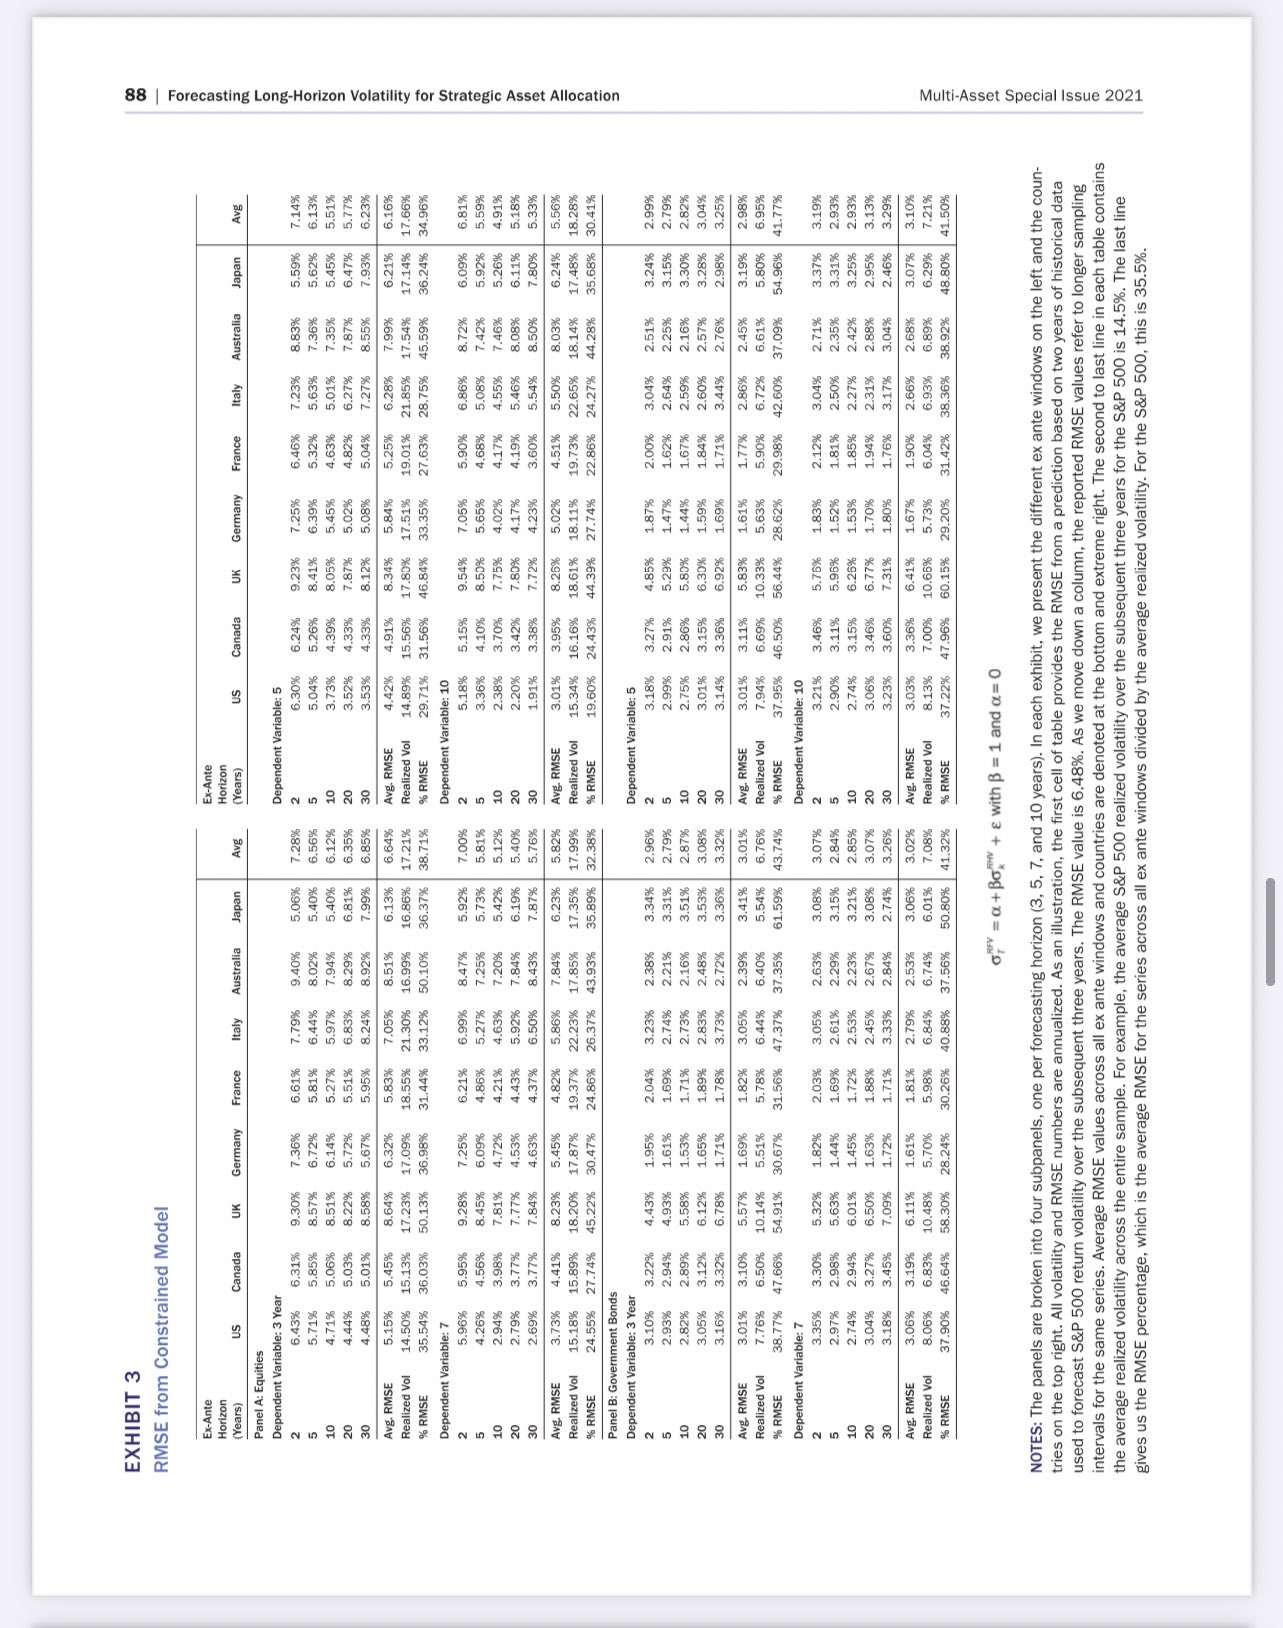 88 | Forecasting Long-Horizon Volatility for Strategic Asset Allocation Multi-Asset Special Issue 2021
EXHIBIT 3
RMSE from Constrained Model
Ex-Ante Horizon (Years) US Canada UK Germany France Italy Australia Japan Avg
Panel A: Equities
Dependent Variable: 3 Year
2 6.43% 6.31% 9.30% 7.36% 6.61% 7.79% 9.40% 5.06% 7.28%
5 5.71% 5.85% 8.57% 6.72% 5.81% 6.44% 8.02% 5.40% 6.56%
10 4.71% 5.06% 8.51% 6.14% 5.27% 5.97% 7.94% 5.40% 6.12%
20 4.44% 5.03% 8.22% 5.72% 5.51% 6.83% 8.29% 6.81% 6.35%
30 4.48% 5.01% 8.58% 5.67% 5.95% 8.24% 8.92% 7.99% 6.85%
Avg. RMSE 5.15% 5.45% 8.64% 6.32% 5.83% 7.05% 8.51% 6.13% 6.64%
Realized Vol 14.50% 15.13% 17.23% 17.09% 18.55% 21.30% 16.99% 16.86% 17.21%
% RMSE 35.54% 36.03% 50.13% 36.98% 31.44% 33.12% 50.10% 36.37% 38.71%
Dependent Variable: 7
2 5.96% 5.95% 9.28% 7.25% 6.21% 6.99% 8.47% 5.92% 7.00%
5 4.26% 4.56% 8.45% 6.09% 4.86% 5.27% 7.25% 5.73% 5.81%
10 2.94% 3.98% 7.81% 4.72% 4.21% 4.63% 7.20% 5.42% 5.12%
20 2.79% 3.77% 7.77% 4.53% 4.43% 5.92% 7.84% 6.19% 5.40%
30 2.69% 3.77% 7.84% 4.63% 4.37% 6.50% 8.43% 7.87% 5.76%
Avg. RMSE 3.73% 4.41% 8.23% 5.45% 4.82% 5.86% 7.84% 6.23% 5.82%
Realized Vol 15.18% 15.89% 18.20% 17.87% 19.37% 22.23% 17.85% 17.35% 17.99%
% RMSE 24.55% 27.74% 45.22% 30.47% 24.86% 26.37% 43.93% 35.89% 32.38%
Panel B: Government Bonds
Dependent Variable: 3 Year
2 3.10% 3.22% 4.43% 1.95% 2.04% 3.23% 2.38% 3.34% 2.96%
5 2.93% 2.94% 4.93% 1.61% 1.69% 2.74% 2.21% 3.31% 2.79%
10 2.82% 2.89% 5.58% 1.53% 1.71% 2.73% 2.16% 3.51% 2.87%
20 3.05% 3.12% 6.12% 1.65% 1.89% 2.83% 2.48% 3.53% 3.08%
30 3.16% 3.32% 6.78% 1.71% 1.78% 3.73% 2.72% 3.36% 3.32%
Avg. RMSE 3.01% 3.10% 5.57% 1.69% 1.82% 3.05% 2.39% 3.41% 3.01%
Realized Vol 7.76% 6.50% 10.14% 5.51% 5.78% 6.44% 6.40% 5.54% 6.76%
% RMSE 38.77% 47.66% 54.91% 30.67% 31.56% 47.37% 37.35% 61.59% 43.74%
Dependent Variable: 7
2 3.35% 3.30% 5.32% 1.82% 2.03% 3.05% 2.63% 3.08% 3.07%
5 2.97% 2.98% 5.63% 1.44% 1.69% 2.61% 2.29% 3.15% 2.84%
10 2.74% 2.94% 6.01% 1.45% 1.72% 2.53% 2.23% 3.21% 2.85%
20 3.04% 3.27% 6.50% 1.63% 1.88% 2.45% 2.67% 3.08% 3.07%
30 3.18% 3.45% 7.09% 1.72% 1.71% 3.33% 2.84% 2.74% 3.26%
Avg. RMSE 3.06% 3.19% 6.11% 1.61% 1.81% 2.79% 2.53% 3.06% 3.02%
Realized Vol 8.06% 6.83% 10.48% 5.70% 5.98% 6.84% 6.74% 6.01% 7.08%
% RMSE 37.90% 46.64% 58.30% 28.24% 30.26% 40.88% 37.56% 50.80% 41.32%
Ex-Ante Horizon (Years) US Canada UK Germany France Italy Australia Japan Avg
Dependent Variable: 5
2 6.30% 6.24% 9.23% 7.25% 6.46% 7.23% 8.83% 5.59% 7.14%
5 5.04% 5.26% 8.41% 6.39% 5.32% 5.63% 7.36% 5.62% 6.13%
10 3.73% 4.39% 8.05% 5.45% 4.63% 5.01% 7.35% 5.45% 5.51%
20 3.52% 4.33% 7.87% 5.02% 4.82% 6.27% 7.87% 6.47% 5.77%
30 3.53% 4.33% 8.12% 5.08% 5.04% 7.27% 8.55% 7.93% 6.23%
Avg. RMSE 4.42% 4.91% 8.34% 5.84% 5.25% 6.28% 7.99% 6.21% 6.16%
Realized Vol 14.89% 15.56% 17.80% 17.51% 19.01% 21.85% 17.54% 17.14% 17.66%
% RMSE 29.71% 31.56% 46.84% 33.35% 27.63% 28.75% 45.59% 36.24% 34.96%
Dependent Variable: 10
2 5.18% 5.15% 9.54% 7.05% 5.90% 6.86% 8.72% 6.09% 6.81%
5 3.36% 4.10% 8.50% 5.65% 4.68% 5.08% 7.42% 5.92% 5.59%
10 2.38% 3.70% 7.75% 4.02% 4.17% 4.55% 7.46% 5.26% 4.91%
20 2.20% 3.42% 7.80% 4.17% 4.19% 5.46% 8.08% 6.11% 5.18%
30 1.91% 3.38% 7.72% 4.23% 3.60% 5.54% 8.50% 7.80% 5.33%
Avg. RMSE 3.01% 3.95% 8.26% 5.02% 4.51% 5.50% 8.03% 6.24% 5.56%
Realized Vol 15.34% 16.16% 18.61% 18.11% 19.73% 22.65% 18.14% 17.48% 18.28%
% RMSE 19.60% 24.43% 44.39% 27.74% 22.86% 24.27% 44.28% 35.68% 30.41%
Dependent Variable: 5
2 3.18% 3.27% 4.85% 1.87% 2.00% 3.04% 2.51% 3.24% 2.99%
5 2.99% 2.91% 5.29% 1.47% 1.62% 2.64% 2.25% 3.15% 2.79%
10 2.75% 2.86% 5.80% 1.44% 1.67% 2.59% 2.16% 3.30% 2.82%
20 3.01% 3.15% 6.30% 1.59% 1.84% 2.60% 2.57% 3.28% 3.04%
30 3.14% 3.36% 6.92% 1.69% 1.71% 3.44% 2.76% 2.98% 3.25%
Avg. RMSE 3.01% 3.11% 5.83% 1.61% 1.77% 2.86% 2.45% 3.19% 2.98%
Realized Vol 7.94% 6.69% 10.33% 5.63% 5.90% 6.72% 6.61% 5.80% 6.95%
% RMSE 37.95% 46.50% 56.44% 28.62% 29.98% 42.60% 37.09% 54.96% 41.77%
Dependent Variable: 10
2 3.21% 3.46% 5.76% 1.83% 2.12% 3.04% 2.71% 3.37% 3.19%
5 2.90% 3.11% 5.96% 1.52% 1.81% 2.50% 2.35% 3.31% 2.93%
10 2.74% 3.15% 6.26% 1.53% 1.85% 2.27% 2.42% 3.25% 2.93%
20 3.06% 3.46% 6.77% 1.70% 1.94% 2.31% 2.88% 2.95% 3.13%
30 3.23% 3.60% 7.31% 1.80% 1.76% 3.17% 3.04% 2.46% 3.29%
Avg. RMSE 3.03% 3.36% 6.41% 1.67% 1.90% 2.66% 2.68% 3.07% 3.10%
Realized Vol 8.13% 7.00% 10.66% 5.73% 6.04% 6.93% 6.89% 6.29% 7.21%
% RMSE 37.22% 47.96% 60.15% 29.20% 31.42% 38.36% 38.92% 48.80% 41.50%
σ_T^RFV = α + βσ_k^RHV + ε with β = 1 and α = 0
NOTES: The panels are broken into four subpanels, one per forecasting horizon (3, 5, 7, and 10 years). In each exhibit, we present the different ex ante windows on the left and the coun-
tries on the top right. All volatility and RMSE numbers are annualized. As an illustration, the first cell of table provides the RMSE from a prediction based on two years of historical data
used to forecast S&P 500 return volatility over the subsequent three years. The RMSE value is 6.48%. As we move down a column, the reported RMSE values refer to longer sampling
intervals for the same series. Average RMSE values across all ex ante windows and countries are denoted at the bottom and extreme right. The second to last line in each table contains
the average realized volatility across the entire sample. For example, the average S&P 500 realized volatility over the subsequent three years for the S&P 500 is 14.5%. The last line
gives us the RMSE percentage, which is the average RMSE for the series across all ex ante windows divided by the average realized volatility. For the S&P 500, this is 35.5%.